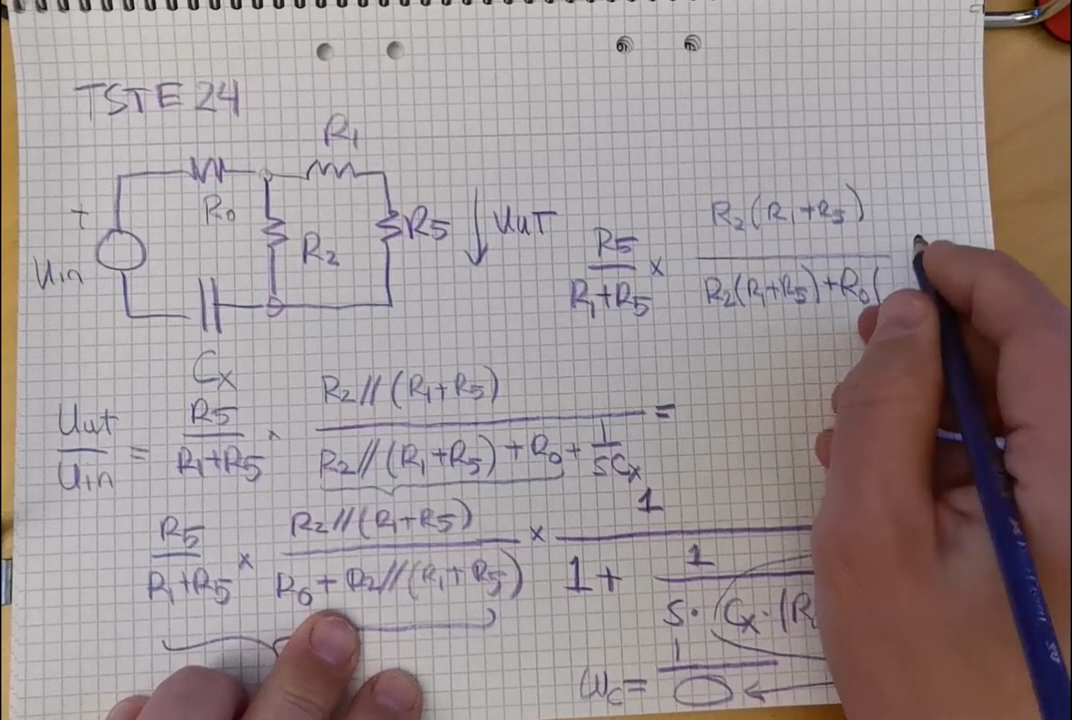 TSTE 24
R1
+
R0
R2
R5
Uut
Uin
Cx
R5 / (R1+R5) × R2(R1+R5) / (R2(R1+R5)+R0(
Uut / Uin = R5 / (R1+R5) · R2//(R1+R5) / (R2//(R1+R5)+R0+1/(sCx)) =
R5 / (R1+R5) × R2//(R1+R5) / (R0+R2//(R1+R5)) × 1 / (1+ 1 / (s·(Cx·(R
ωc= 1